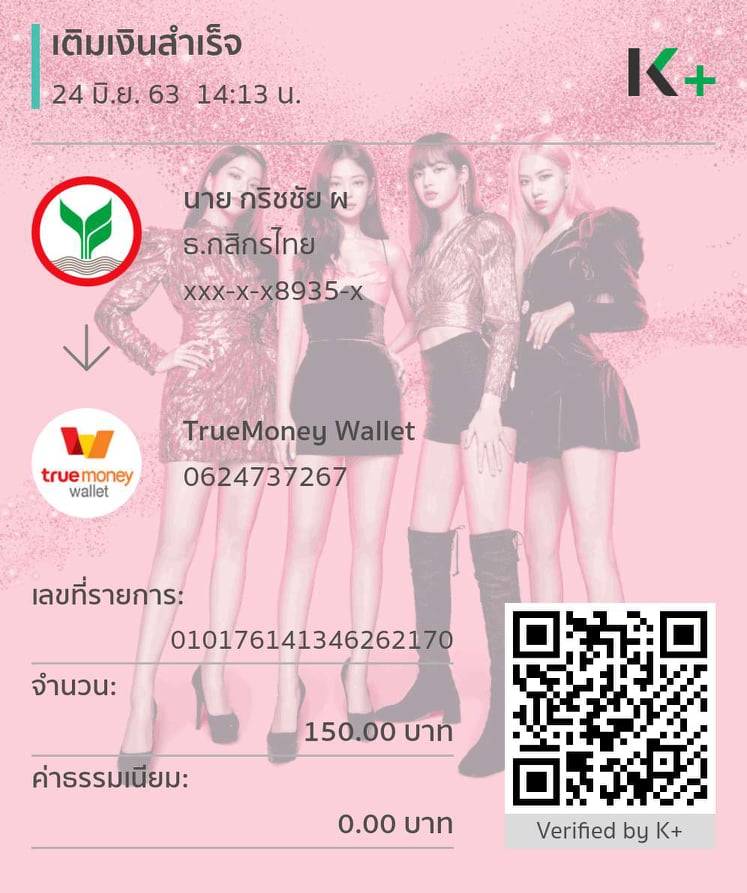 เติมเงินสำเร็จ
24 มิ.ย. 63 14:13 น.
K+
นาย กริชชัย ผ
ธ.กสิกรไทย
xxx-x-x8935-x
TrueMoney Wallet
0624737267
truemoney
wallet
เลขที่รายการ:
010176141346262170
จำนวน:
150.00 บาท
ค่าธรรมเนียม:
0.00 บาท
Verified by K+